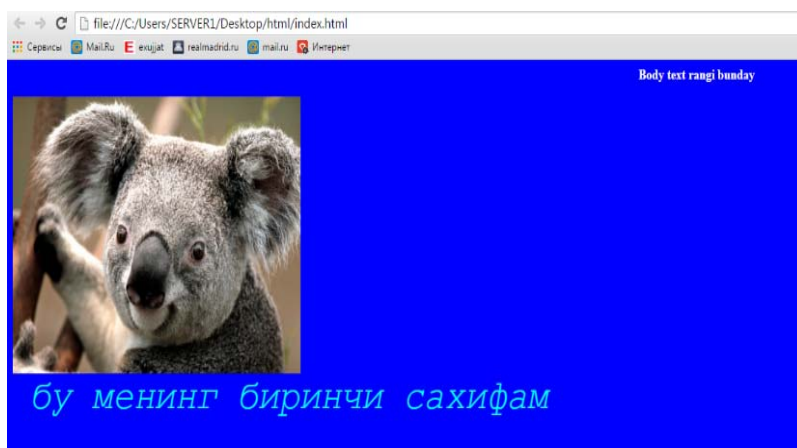 file:///C:/Users/SERVER1/Desktop/html/index.html
Сервисы Mail.Ru exujjat realmadrid.ru mail.ru Интернет
Body text rangi bunday
бу менинг биринчи сахифам